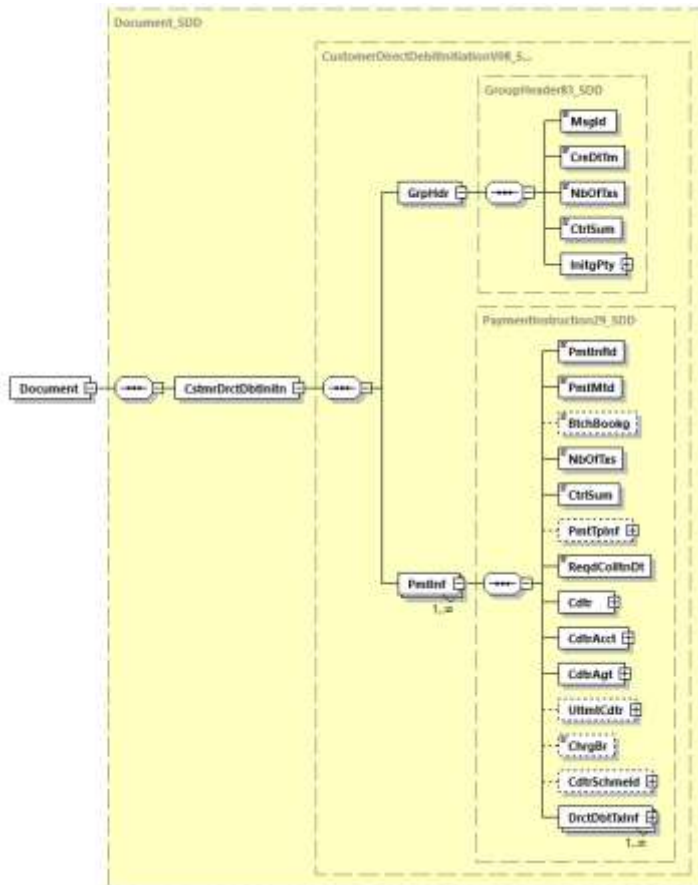 Document_SDD
CustomerDirectDebitInitiationV08_S...
GroupHeader83_SDD
MsgId
CreDtTm
GrpHdr
NbOfTxs
CtrlSum
InitgPty
PaymentInstruction29_SDD
PmtInfId
Document
CstmrDrctDbtInitn
PmtMtd
BtchBookg
NbOfTxs
CtrlSum
PmtTpInf
ReqdColltnDt
PmtInf
1..∞
Cdtr
CdtrAcct
CdtrAgt
UltmtCdtr
ChrgBr
CdtrSchmeId
DrctDbtTxInf
1..∞